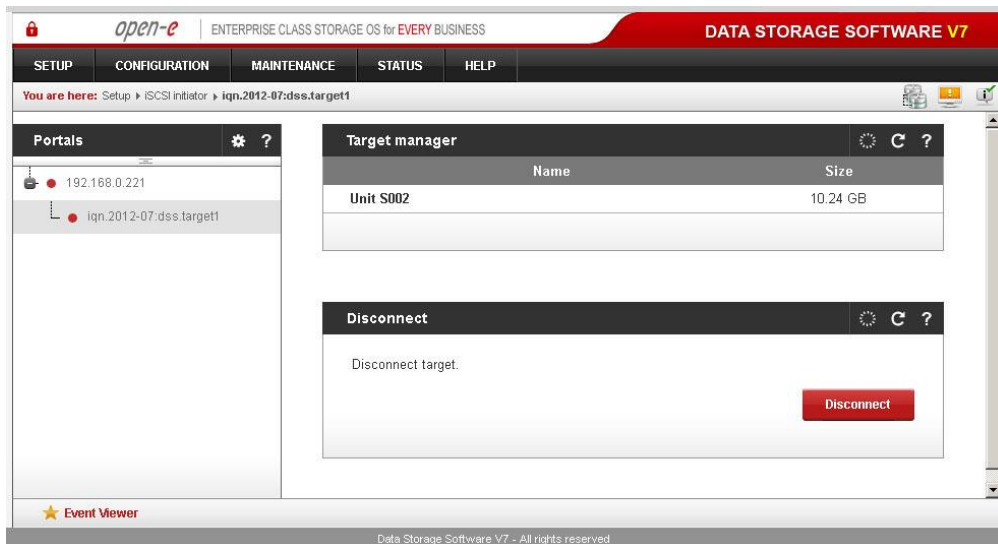 open-e ENTERPRISE CLASS STORAGE OS for EVERY BUSINESS DATA STORAGE SOFTWARE V7
SETUP CONFIGURATION MAINTENANCE STATUS HELP
You are here: Setup iSCSI initiator iqn.2012-07:dss.target1
Portals ?
192.168.0.221
iqn.2012-07:dss.target1
Target manager ?
Name Size
Unit S002 10.24 GB
Disconnect ?
Disconnect target.
Disconnect
Event Viewer
Data Storage Software V7 - All rights reserved